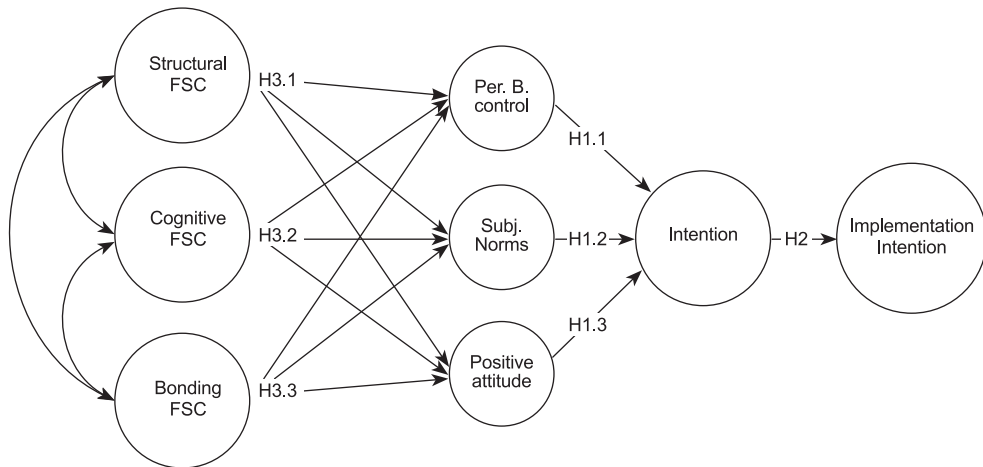 Structural
FSC
H3.1
Per. B.
control
H1.1
Cognitive
FSC
H3.2
Subj.
Norms
H1.2
Intention
H2
Implementation
Intention
H1.3
Bonding
FSC
H3.3
Positive
attitude